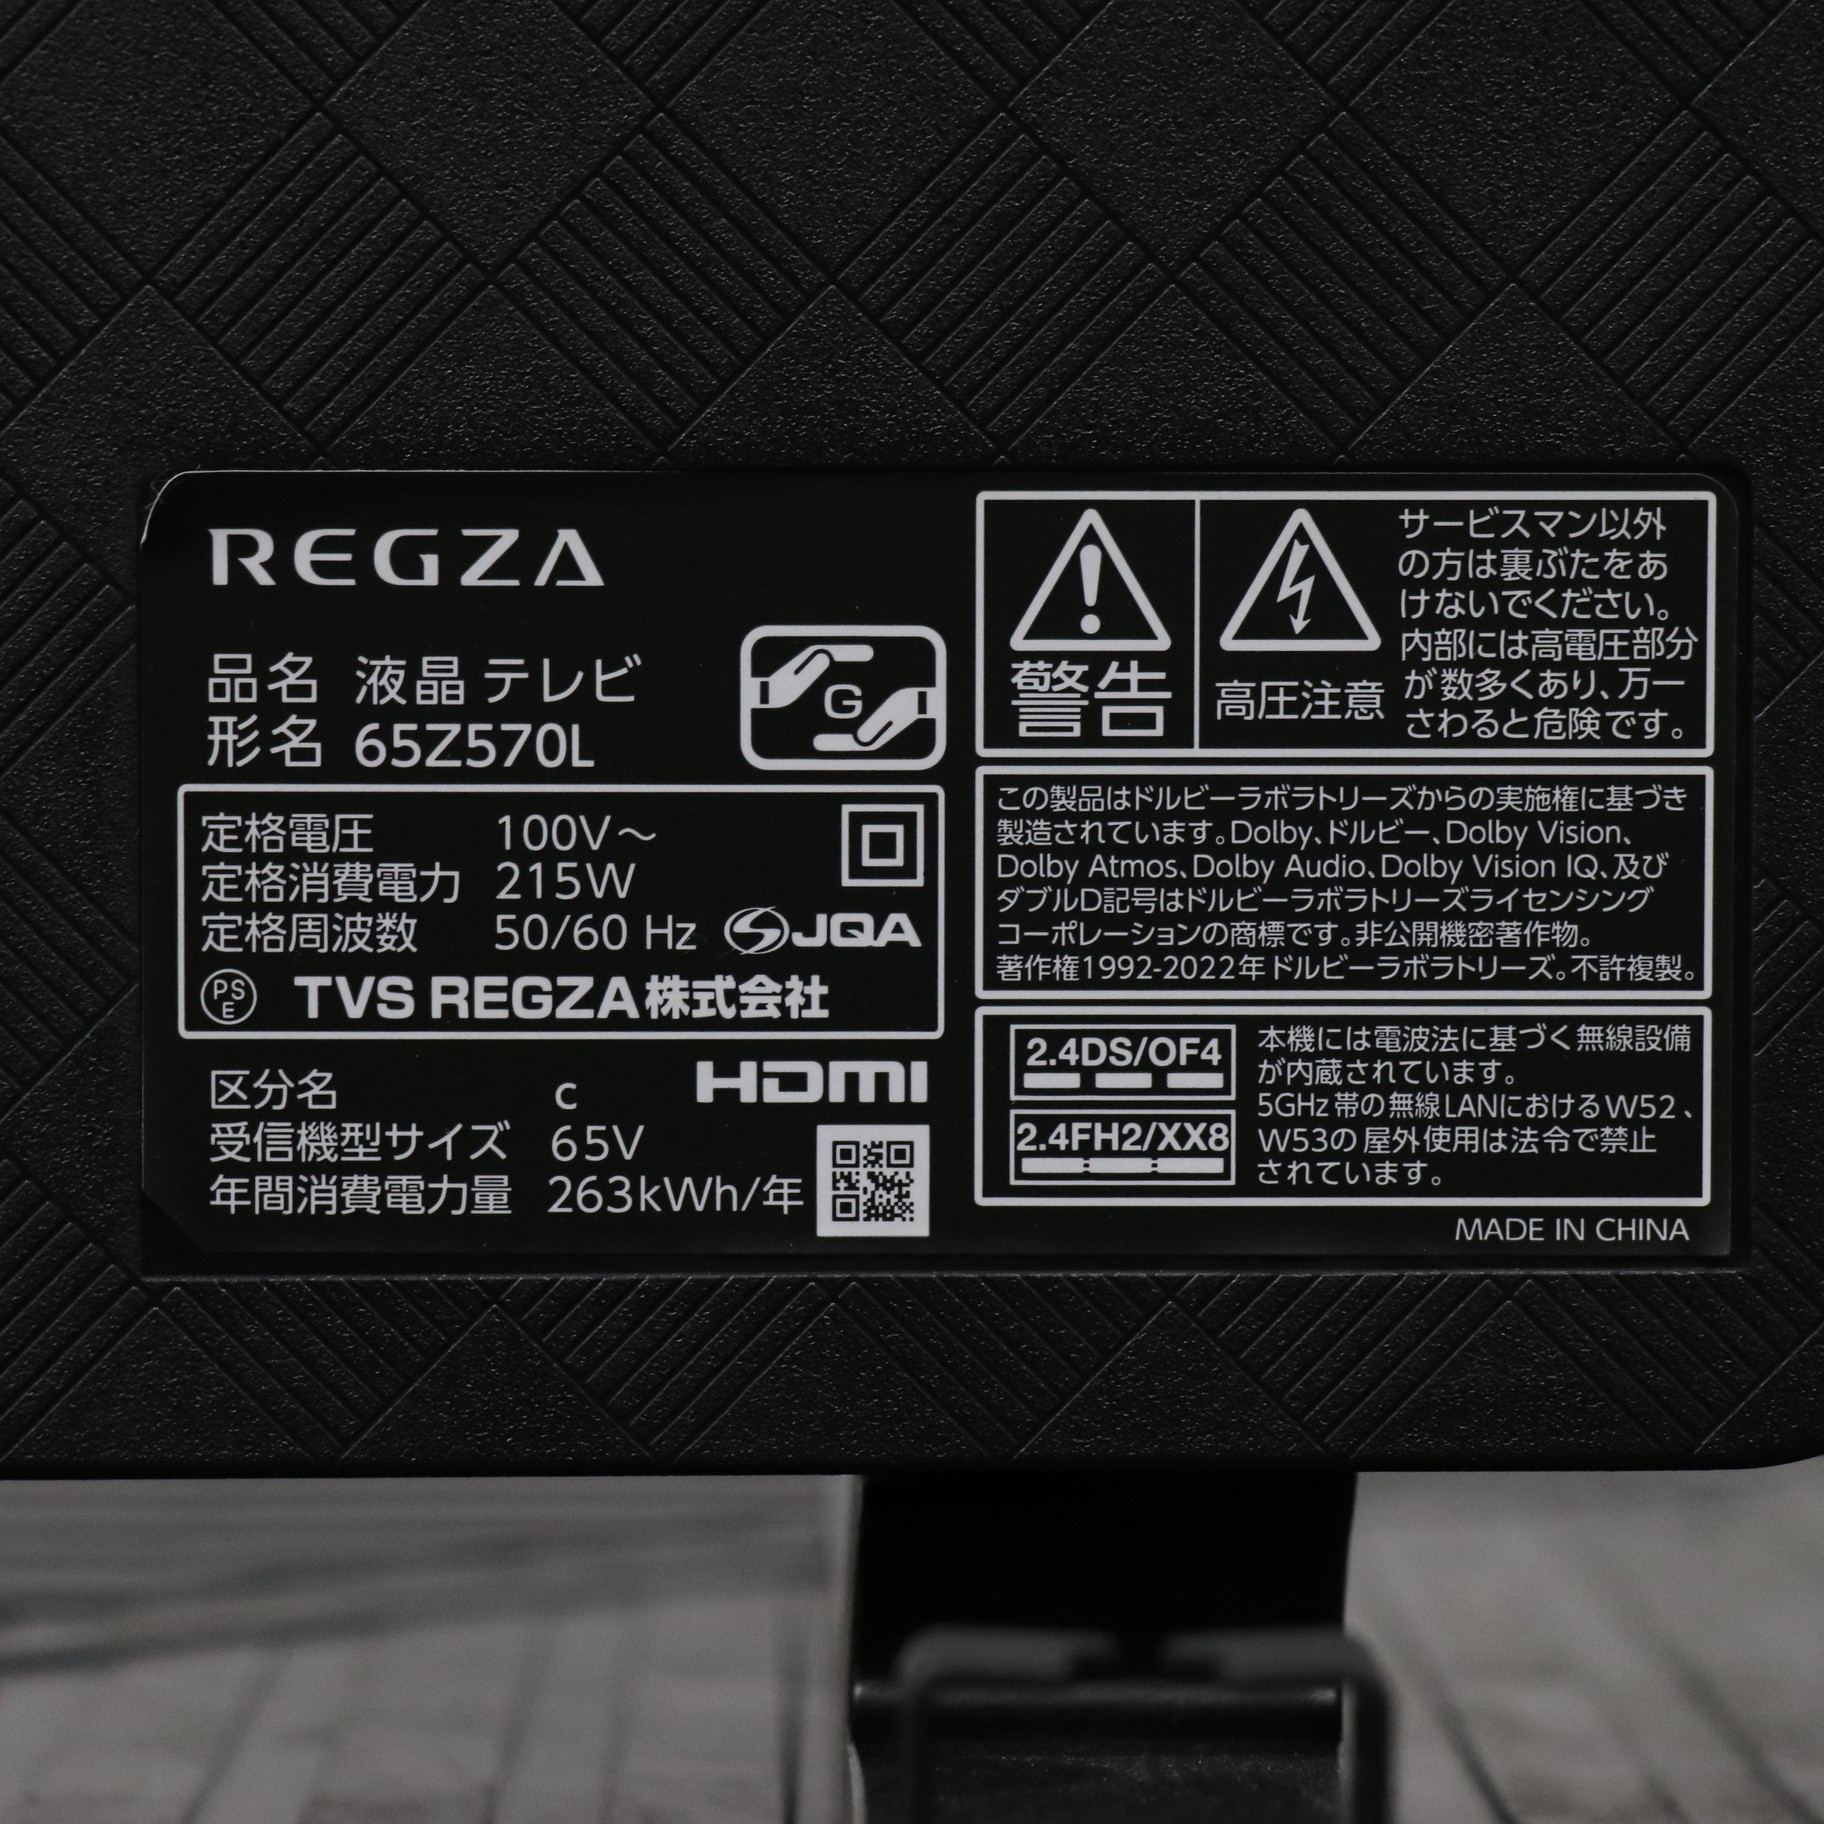 REGZA
品名 液晶テレビ
形名 65Z570L
G
定格電圧 100V～
定格消費電力 215W
定格周波数 50/60 Hz
JQA
PSE
TVS REGZA株式会社
区分名 c
HDMI
受信機型サイズ 65V
年間消費電力量 263kWh/年
警告
高圧注意
サービスマン以外
の方は裏ぶたをあ
けないでください。
内部には高電圧部分
が数多くあり、万一
さわると危険です。
この製品はドルビーラボラトリーズからの実施権に基づき
製造されています。Dolby、ドルビー、Dolby Vision、
Dolby Atmos、Dolby Audio、Dolby Vision IQ、及び
ダブルD記号はドルビーラボラトリーズライセンシング
コーポレーションの商標です。非公開機密著作物。
著作権1992-2022年ドルビーラボラトリーズ。不許複製。
2.4DS/OF4
2.4FH2/XX8
本機には電波法に基づく無線設備
が内蔵されています。
5GHz帯の無線LANにおけるW52、
W53の屋外使用は法令で禁止
されています。
MADE IN CHINA